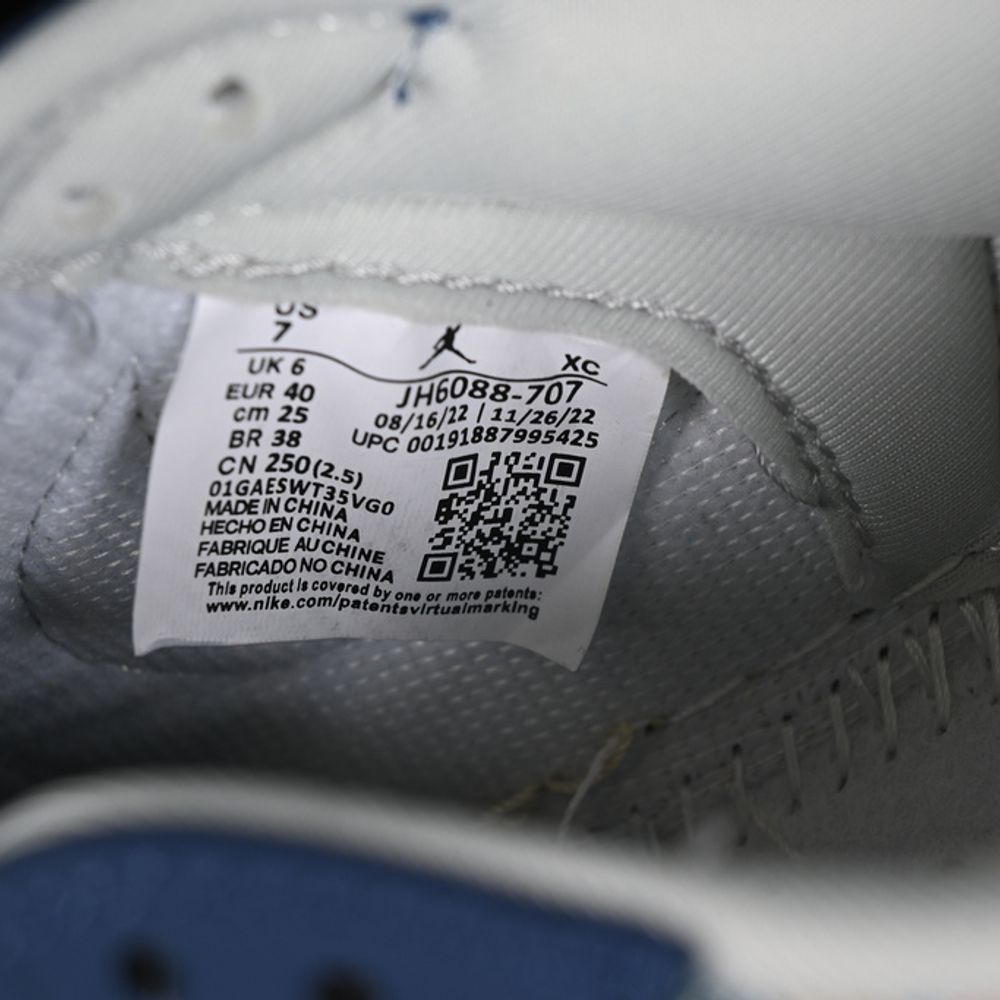 US
7
XC
UK 6
EUR 40
cm 25
BR 38
CN 250(2.5)
JH6088-707
08/16/22 | 11/26/22
UPC 00191887995425
01GAESWT35VG0
MADE IN CHINA
HECHO EN CHINA
FABRIQUE AU CHINE
FABRICADO NO CHINA
This product is covered by one or more patents:
www.nike.com/patentsvirtualmarking